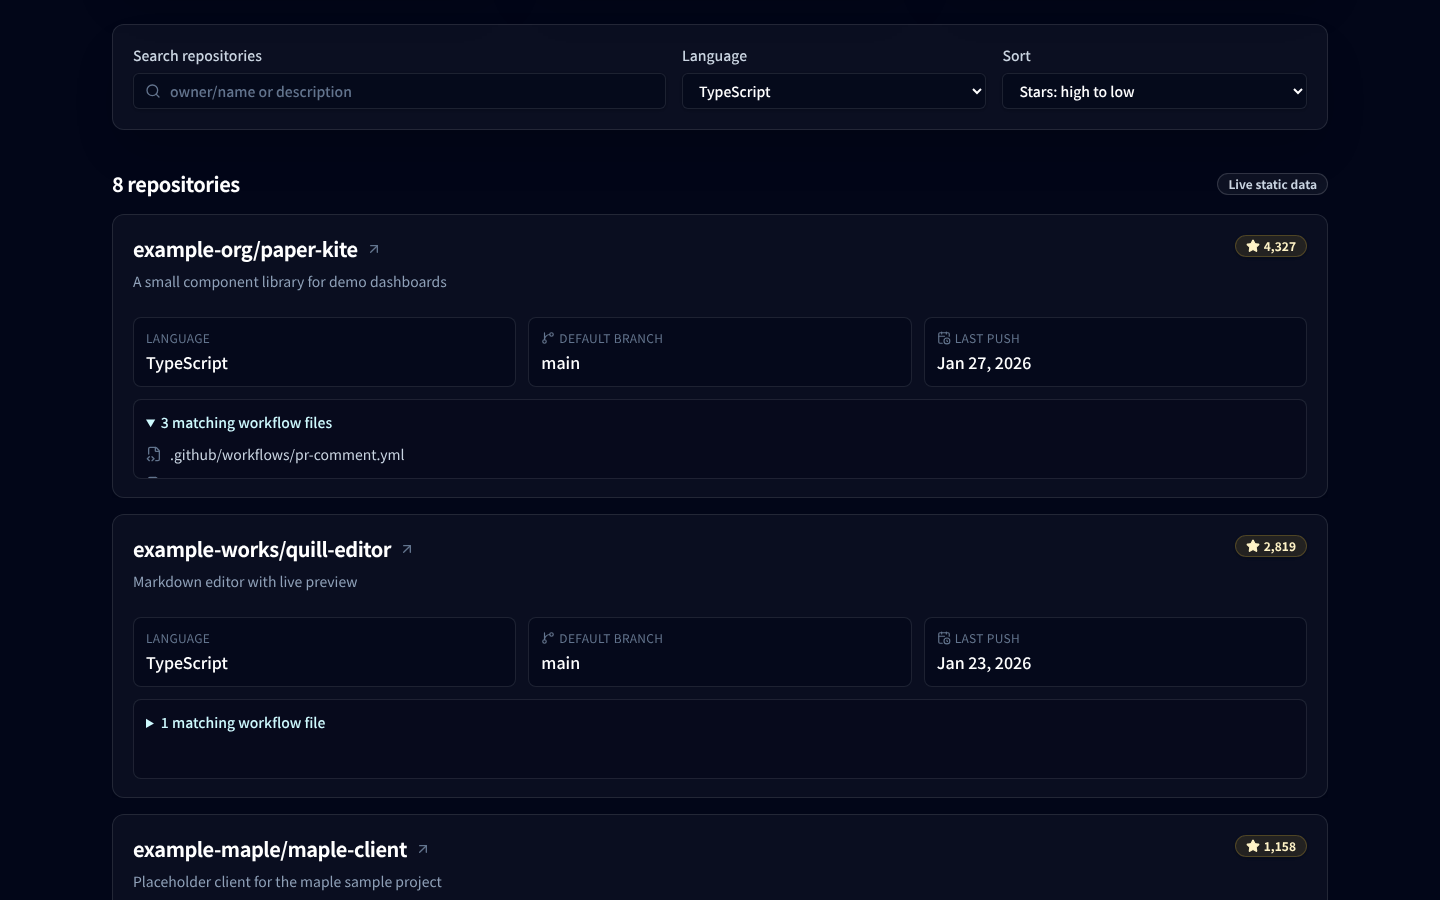 Search repositories
Language
Sort
owner/name or description
TypeScript
Stars: high to low
8 repositories
Live static data
example-org/paper-kite
4,327
A small component library for demo dashboards
LANGUAGE
TypeScript
DEFAULT BRANCH
main
LAST PUSH
Jan 27, 2026
3 matching workflow files
.github/workflows/pr-comment.yml
example-works/quill-editor
2,819
Markdown editor with live preview
LANGUAGE
TypeScript
DEFAULT BRANCH
main
LAST PUSH
Jan 23, 2026
1 matching workflow file
example-maple/maple-client
1,158
Placeholder client for the maple sample project